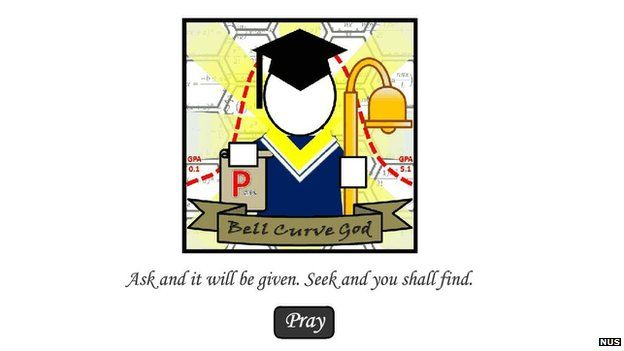 GPA
0.1
GPA
5.1
Pass
Bell Curve God
Ask and it will be given. Seek and you shall find.
Pray
NUS